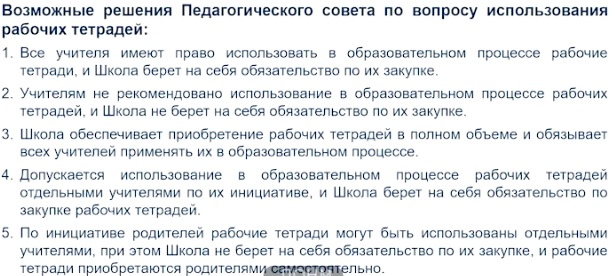 Возможные решения Педагогического совета по вопросу использования
рабочих тетрадей:
1. Все учителя имеют право использовать в образовательном процессе рабочие
тетради, и Школа берет на себя обязательство по их закупке.
2. Учителям не рекомендовано использование в образовательном процессе рабочих
тетрадей, и Школа не берет на себя обязательство по их закупке.
3. Школа обеспечивает приобретение рабочих тетрадей в полном объеме и обязывает
всех учителей применять их в образовательном процессе.
4. Допускается использование в образовательном процессе рабочих тетрадей
отдельными учителями по их инициативе, и Школа берет на себя обязательство по
закупке рабочих тетрадей.
5. По инициативе родителей рабочие тетради могут быть использованы отдельными
учителями, при этом Школа не берет на себя обязательство по их закупке, и рабочие
тетради приобретаются родителями самостоятельно.